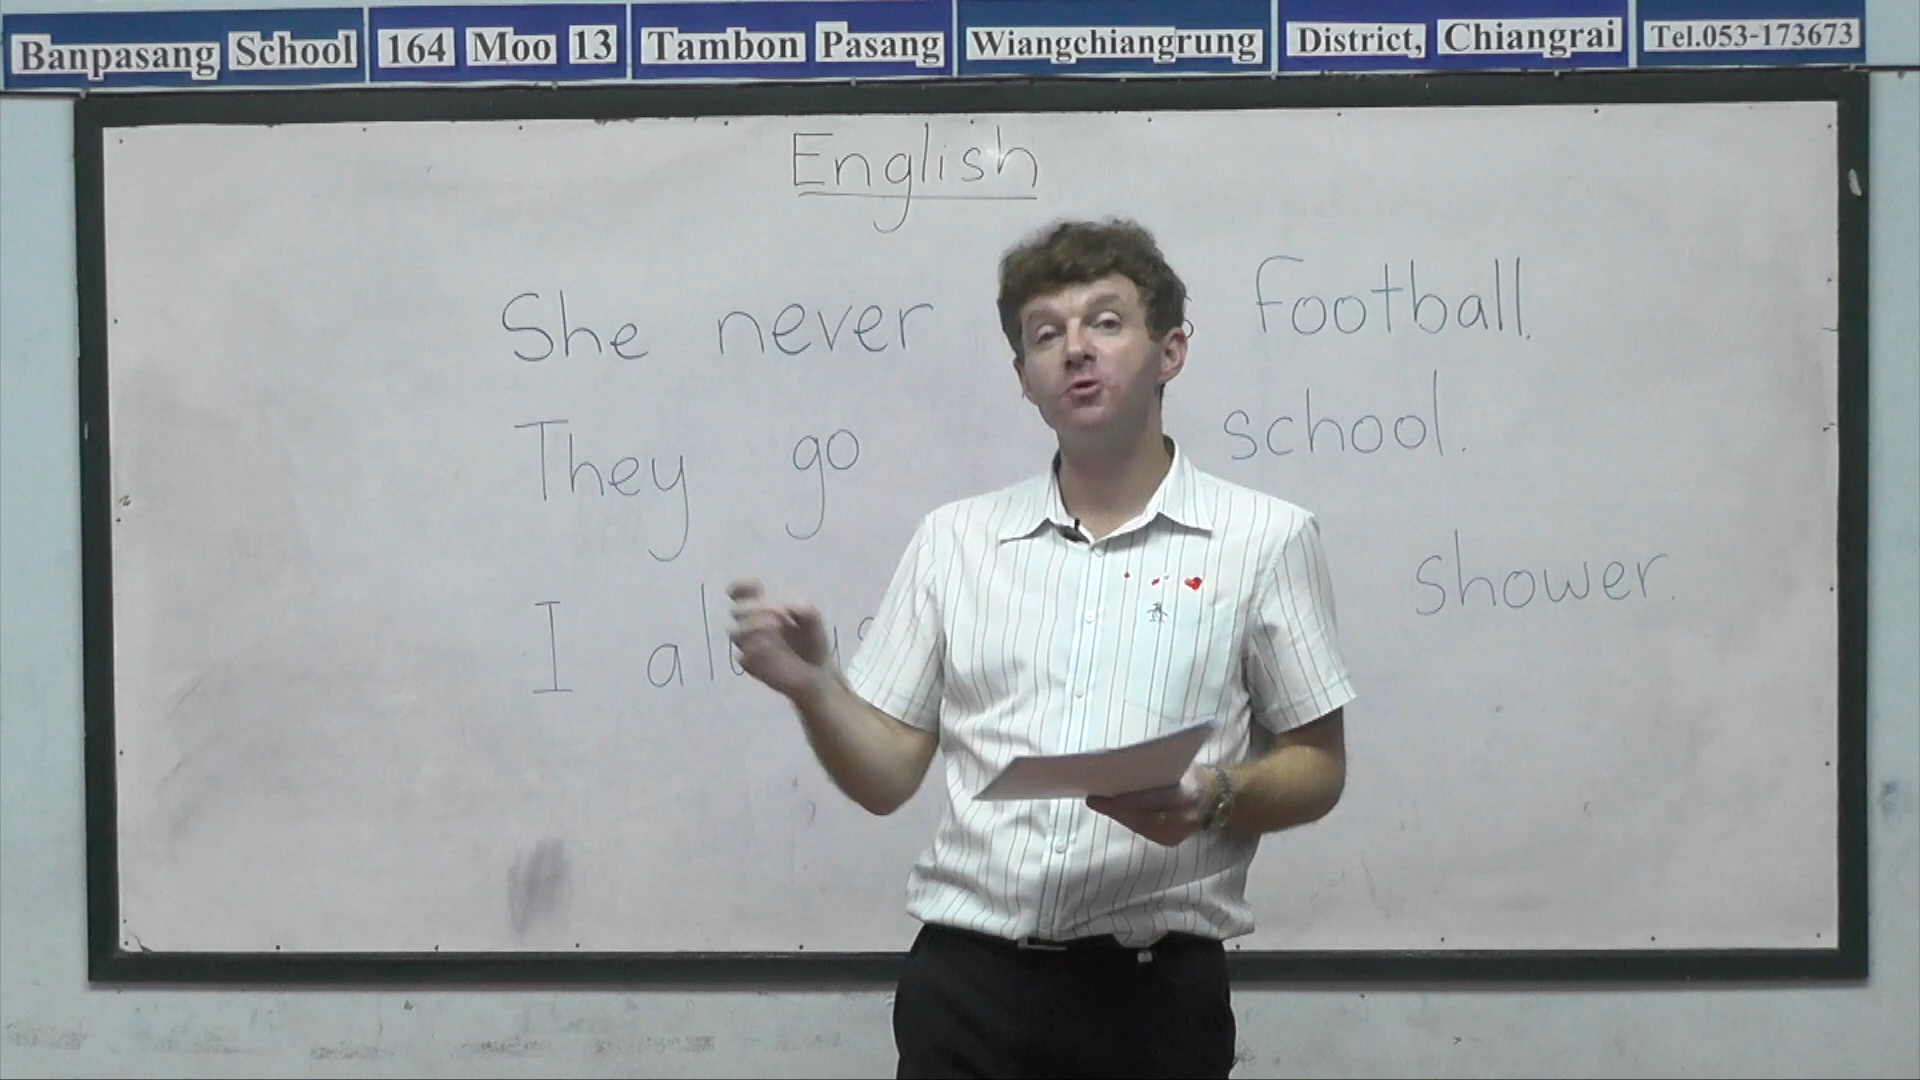 Banpasang School 164 Moo 13 Tambon Pasang Wiangchiangrung District, Chiangrai Tel.053-173673
English
She never football.
They go school.
I shower.